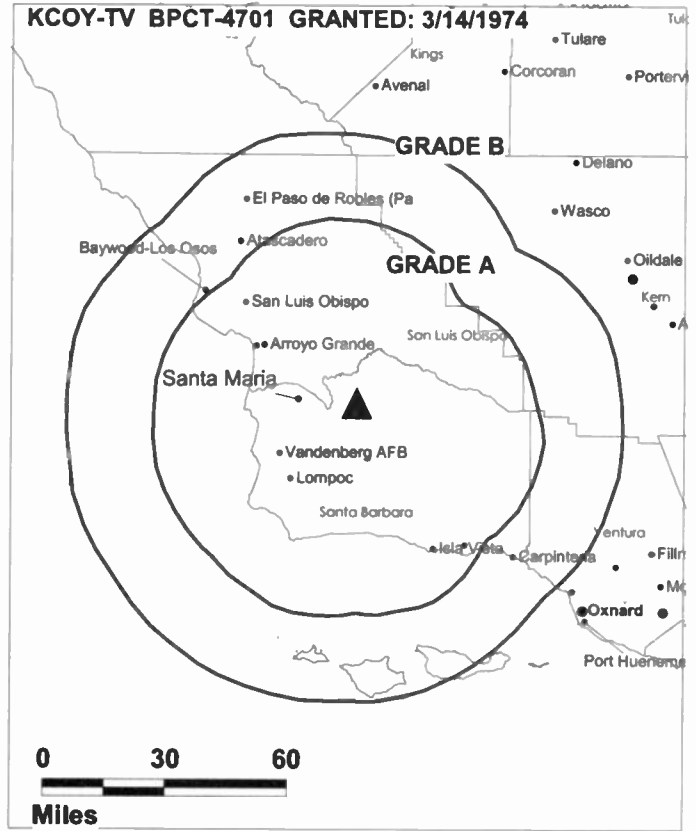 KCOY-TV BPCT-4701 GRANTED: 3/14/1974
Tulare
Kings
Corcoran
Avenal
Porterv
GRADE B
Delano
El Paso de Robles (Pa
Wasco
Atascadero
Baywood-Los Osos
Oildale
GRADE A
Kern
San Luis Obispo
San Luis Obispo
Arroyo Grande
Santa Maria
Vandenberg AFB
Lompoc
Santa Barbara
Ventura
Isla Vista
Carpinteria
Fillm
Oxnard
Port Hueneme
0 30 60
Miles